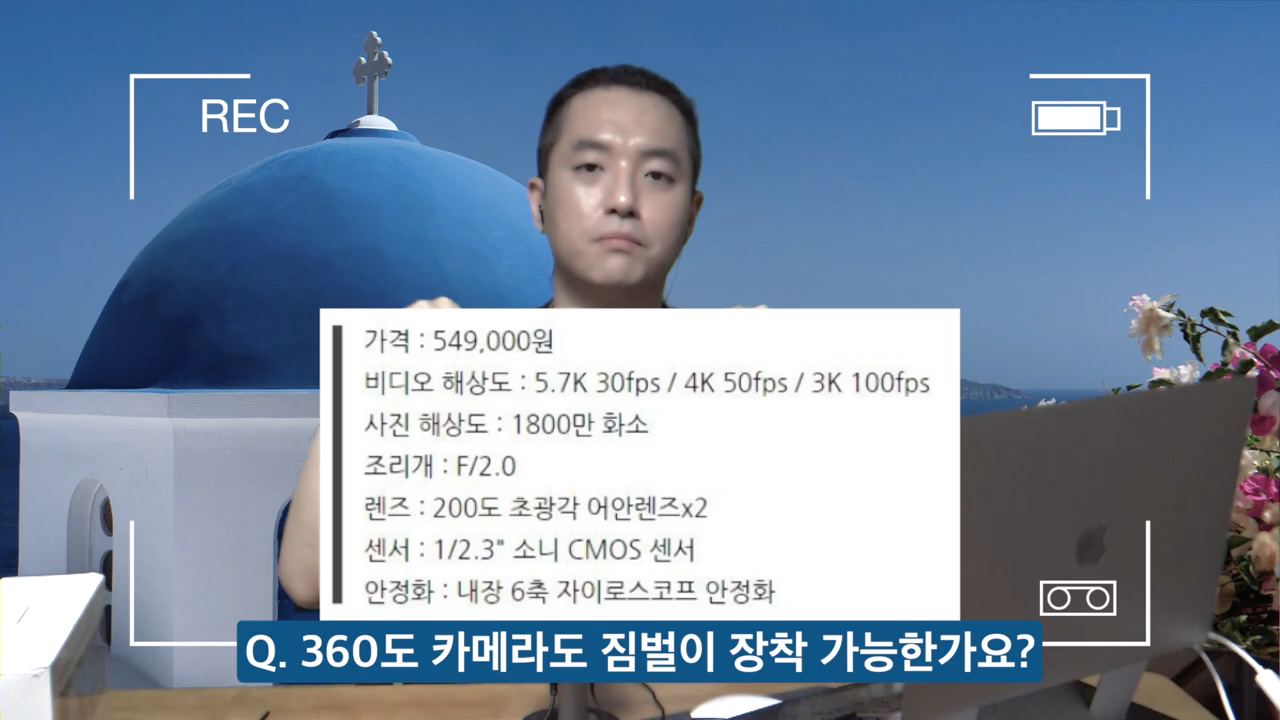 REC
가격 : 549,000원
비디오 해상도 : 5.7K 30fps / 4K 50fps / 3K 100fps
사진 해상도 : 1800만 화소
조리개 : F/2.0
렌즈 : 200도 초광각 어안렌즈x2
센서 : 1/2.3" 소니 CMOS 센서
안정화 : 내장 6축 자이로스코프 안정화
Q. 360도 카메라도 짐벌이 장착 가능한가요?